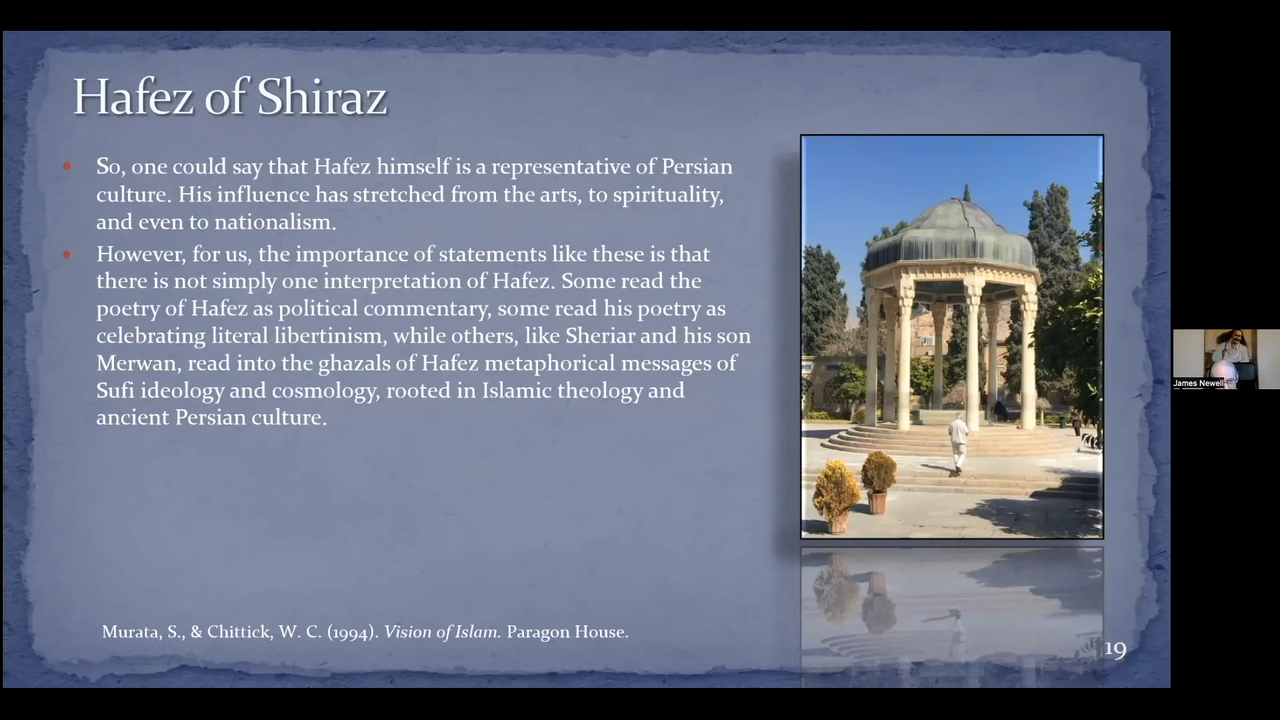 Hafez of Shiraz
So, one could say that Hafez himself is a representative of Persian
culture. His influence has stretched from the arts, to spirituality,
and even to nationalism.
However, for us, the importance of statements like these is that
there is not simply one interpretation of Hafez. Some read the
poetry of Hafez as political commentary, some read his poetry as
celebrating literal libertinism, while others, like Sheriar and his son
Merwan, read into the ghazals of Hafez metaphorical messages of
Sufi ideology and cosmology, rooted in Islamic theology and
ancient Persian culture.
Murata, S., & Chittick, W. C. (1994). Vision of Islam. Paragon House.
19
James Newell